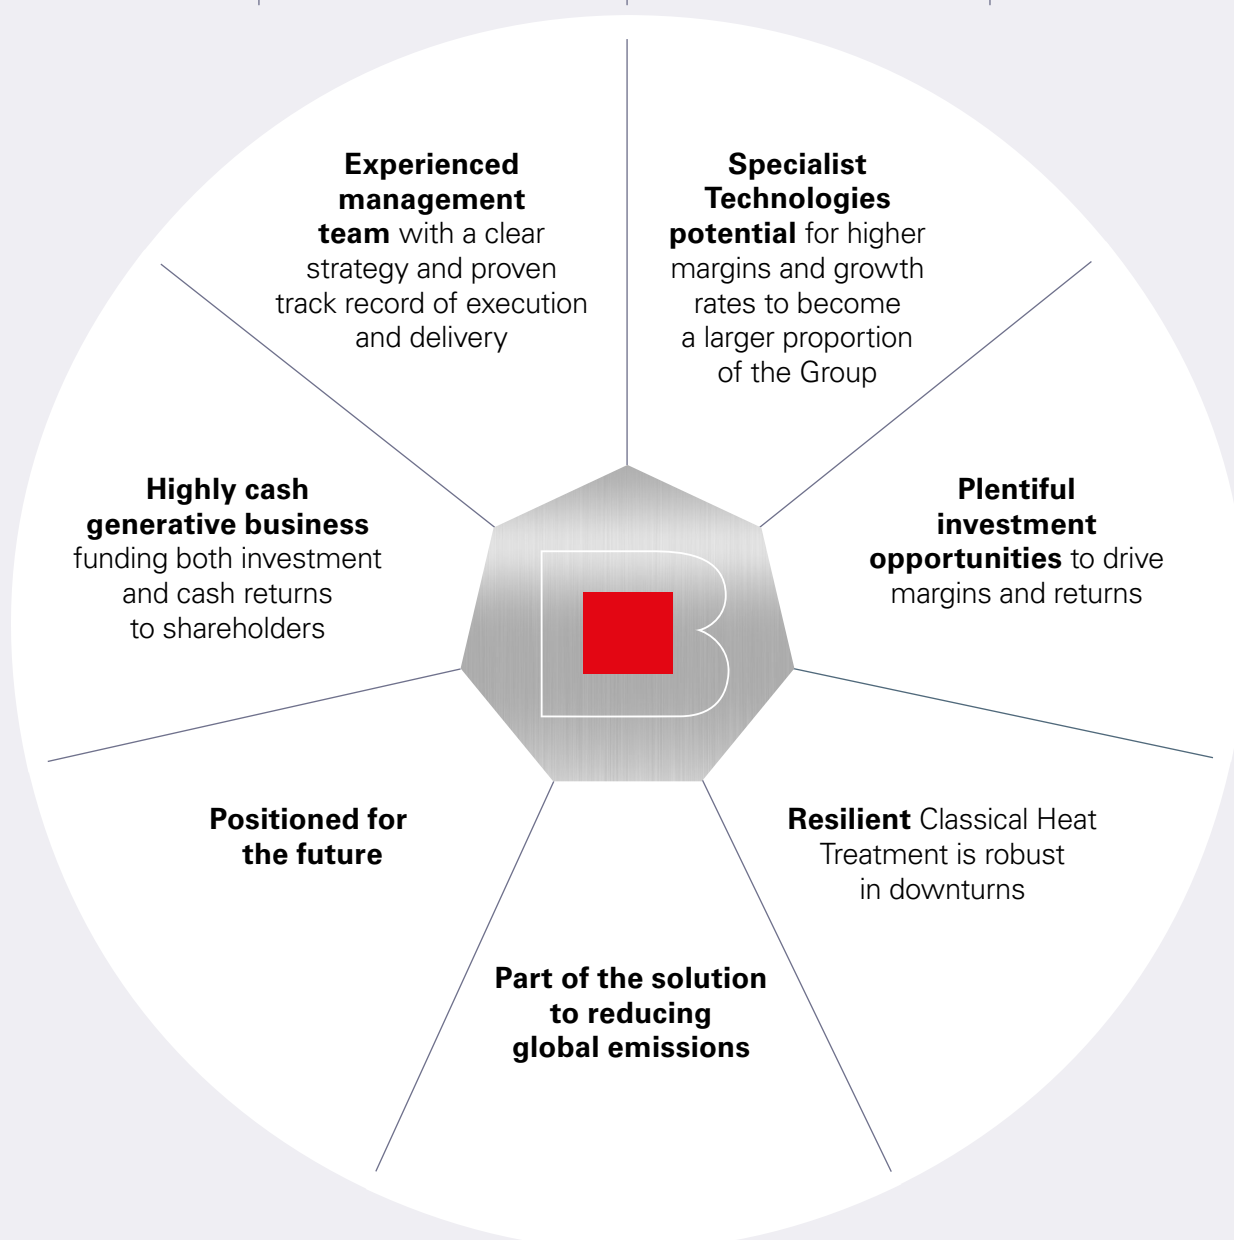 Experienced
management
team with a clear
strategy and proven
track record of execution
and delivery
Specialist
Technologies
potential for higher
margins and growth
rates to become
a larger proportion
of the Group
Highly cash
generative business
funding both investment
and cash returns
to shareholders
Plentiful
investment
opportunities to drive
margins and returns
B
Positioned for
the future
Resilient Classical Heat
Treatment is robust
in downturns
Part of the solution
to reducing
global emissions